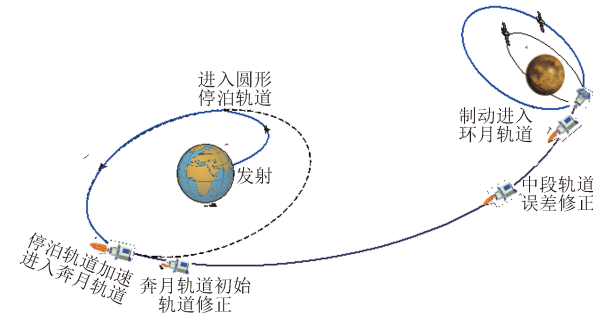 进入圆形
停泊轨道
发射
停泊轨道加速
进入奔月轨道
奔月轨道初始
轨道修正
中段轨道
误差修正
制动进入
环月轨道